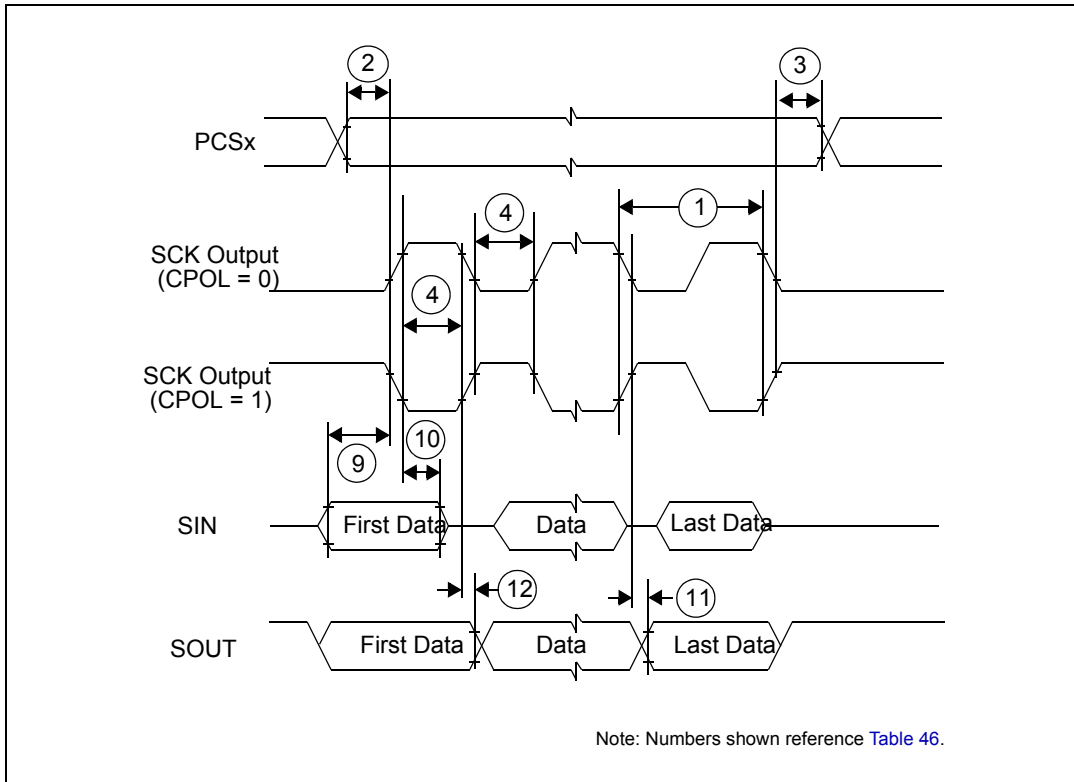 2
3
PCSx
4
1
SCK Output
(CPOL = 0)
4
SCK Output
(CPOL = 1)
10
9
SIN
First Data
Data
Last Data
12
11
SOUT
First Data
Data
Last Data
Note: Numbers shown reference Table 46.